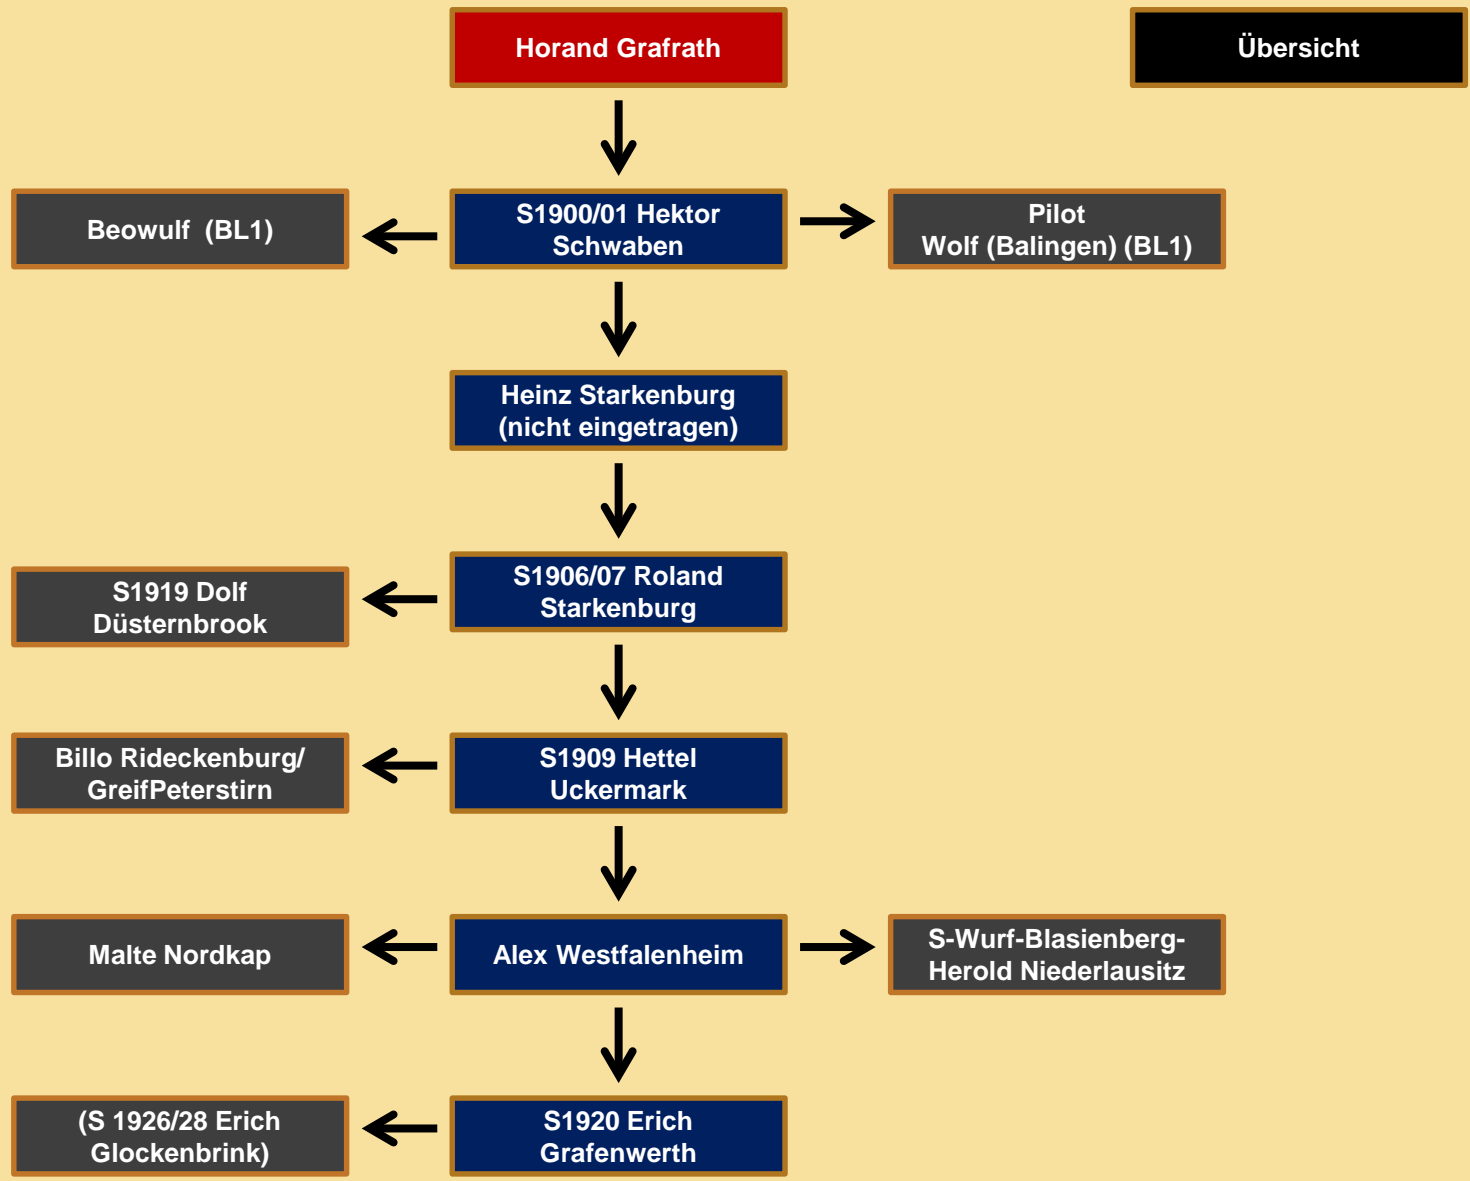 Horand Grafrath
Übersicht
Beowulf  (BL1)
S1900/01 Hektor
Schwaben
Pilot
Wolf (Balingen) (BL1)
Heinz Starkenburg
(nicht eingetragen)
S1919 Dolf
Düsternbrook
S1906/07 Roland
Starkenburg
Billo Rideckenburg/
GreifPeterstirn
S1909 Hettel
Uckermark
Malte Nordkap
Alex Westfalenheim
S-Wurf-Blasienberg-
Herold Niederlausitz
(S 1926/28 Erich
Glockenbrink)
S1920 Erich
Grafenwerth